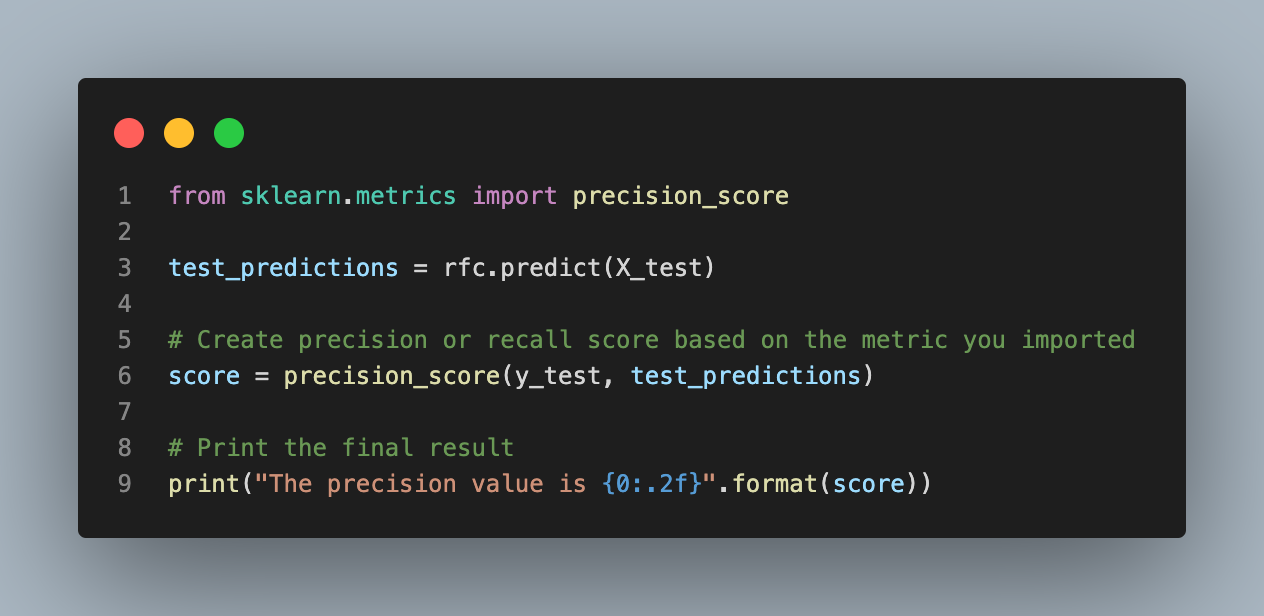 1 from sklearn.metrics import precision_score
2
3 test_predictions = rfc.predict(X_test)
4
5 # Create precision or recall score based on the metric you imported
6 score = precision_score(y_test, test_predictions)
7
8 # Print the final result
9 print("The precision value is {0:.2f}".format(score))